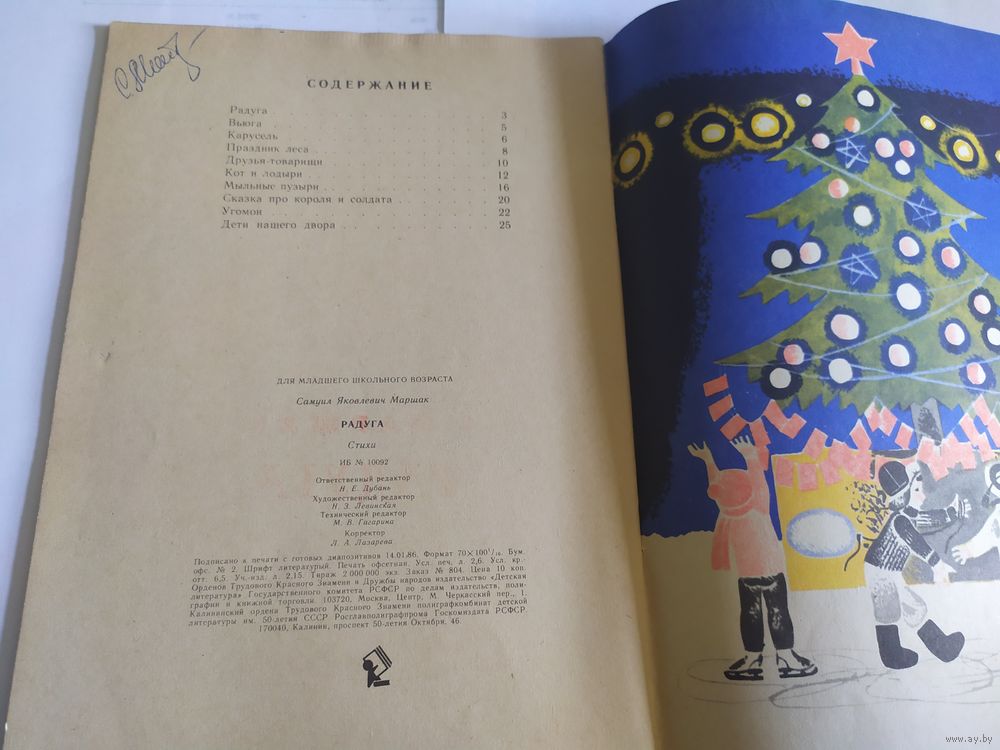 СОДЕРЖАНИЕ
Радуга . . . . . . . . . . . . . . . . 3
Вьюга . . . . . . . . . . . . . . . . 5
Карусель . . . . . . . . . . . . . . . . 6
Праздник леса . . . . . . . . . . . . . . . . 8
Друзья-товарищи . . . . . . . . . . . . . . . . 10
Кот и лодыри . . . . . . . . . . . . . . . . 12
Мыльные пузыри . . . . . . . . . . . . . . . . 16
Сказка про короля и солдата . . . . . . . . 20
Угомон . . . . . . . . . . . . . . . . 22
Дети нашего двора . . . . . . . . . . . . 25
ДЛЯ МЛАДШЕГО ШКОЛЬНОГО ВОЗРАСТА
Самуил Яковлевич Маршак
РАДУГА
Стихи
ИБ № 10092
Ответственный редактор
Н. Е. Дубань
Художественный редактор
Н. З. Левинская
Технический редактор
М. В. Гагарина
Корректор
Л. А. Лазарева
Подписано к печати с готовых диапозитивов 14.01.86. Формат 70×100¹/₁₆. Бум.
офс. № 2. Шрифт литературный. Печать офсетная. Усл. печ. л. 2,6. Усл. кр.-
отт. 6,5. Уч.-изд. л. 2,15. Тираж 2 000 000 экз. Заказ № 804. Цена 10 коп.
Орденов Трудового Красного Знамени и Дружбы народов издательство «Детская
литература» Государственного комитета РСФСР по делам издательств, поли-
графии и книжной торговли. 103720, Москва, Центр, М. Черкасский пер., 1.
Калининский ордена Трудового Красного Знамени полиграфкомбинат детской
литературы им. 50-летия СССР Росглавполиграфпрома Госкомиздата РСФСР.
170040, Калинин, проспект 50-летия Октября, 46.
www.ay.by